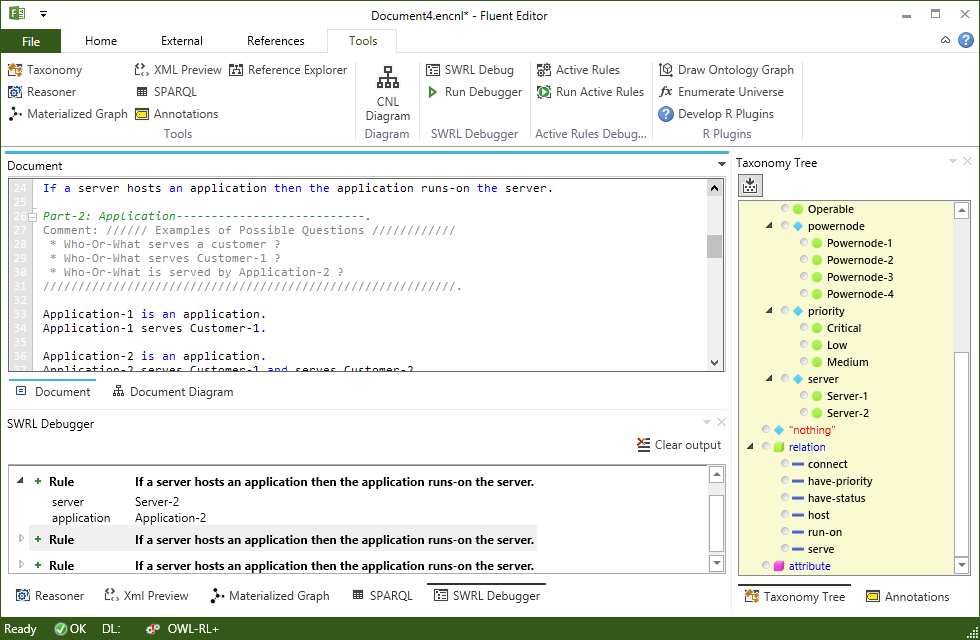 Document4.encnl* - Fluent Editor
File Home External References Tools
Taxonomy XML Preview Reference Explorer SWRL Debug Active Rules Draw Ontology Graph
Reasoner SPARQL CNL Diagram Run Debugger Run Active Rules Enumerate Universe
Materialized Graph Annotations Develop R Plugins
Tools Diagram SWRL Debugger Active Rules Debug... R Plugins
Document
24 If a server hosts an application then the application runs-on the server.
25
26 Part-2: Application---------------------------.
27 Comment: ////// Examples of Possible Questions ////////////
28 * Who-Or-What serves a customer ?
29 * Who-Or-What serves Customer-1 ?
30 * Who-Or-What is served by Application-2 ?
31 ///////////////////////////////////////////////////////////.
32
33 Application-1 is an application.
34 Application-1 serves Customer-1.
35
36 Application-2 is an application.
37 Application-2 serves Customer-1 and serves Customer-2
Document Document Diagram
SWRL Debugger
Clear output
Rule If a server hosts an application then the application runs-on the server.
server Server-2
application Application-2
Rule If a server hosts an application then the application runs-on the server.
Rule If a server hosts an application then the application runs-on the server.
Reasoner Xml Preview Materialized Graph SPARQL SWRL Debugger
Taxonomy Tree
Operable
powernode
Powernode-1
Powernode-2
Powernode-3
Powernode-4
priority
Critical
Low
Medium
server
Server-1
Server-2
"nothing"
relation
connect
have-priority
have-status
host
run-on
serve
attribute
Taxonomy Tree Annotations
Ready OK DL: OWL-RL+